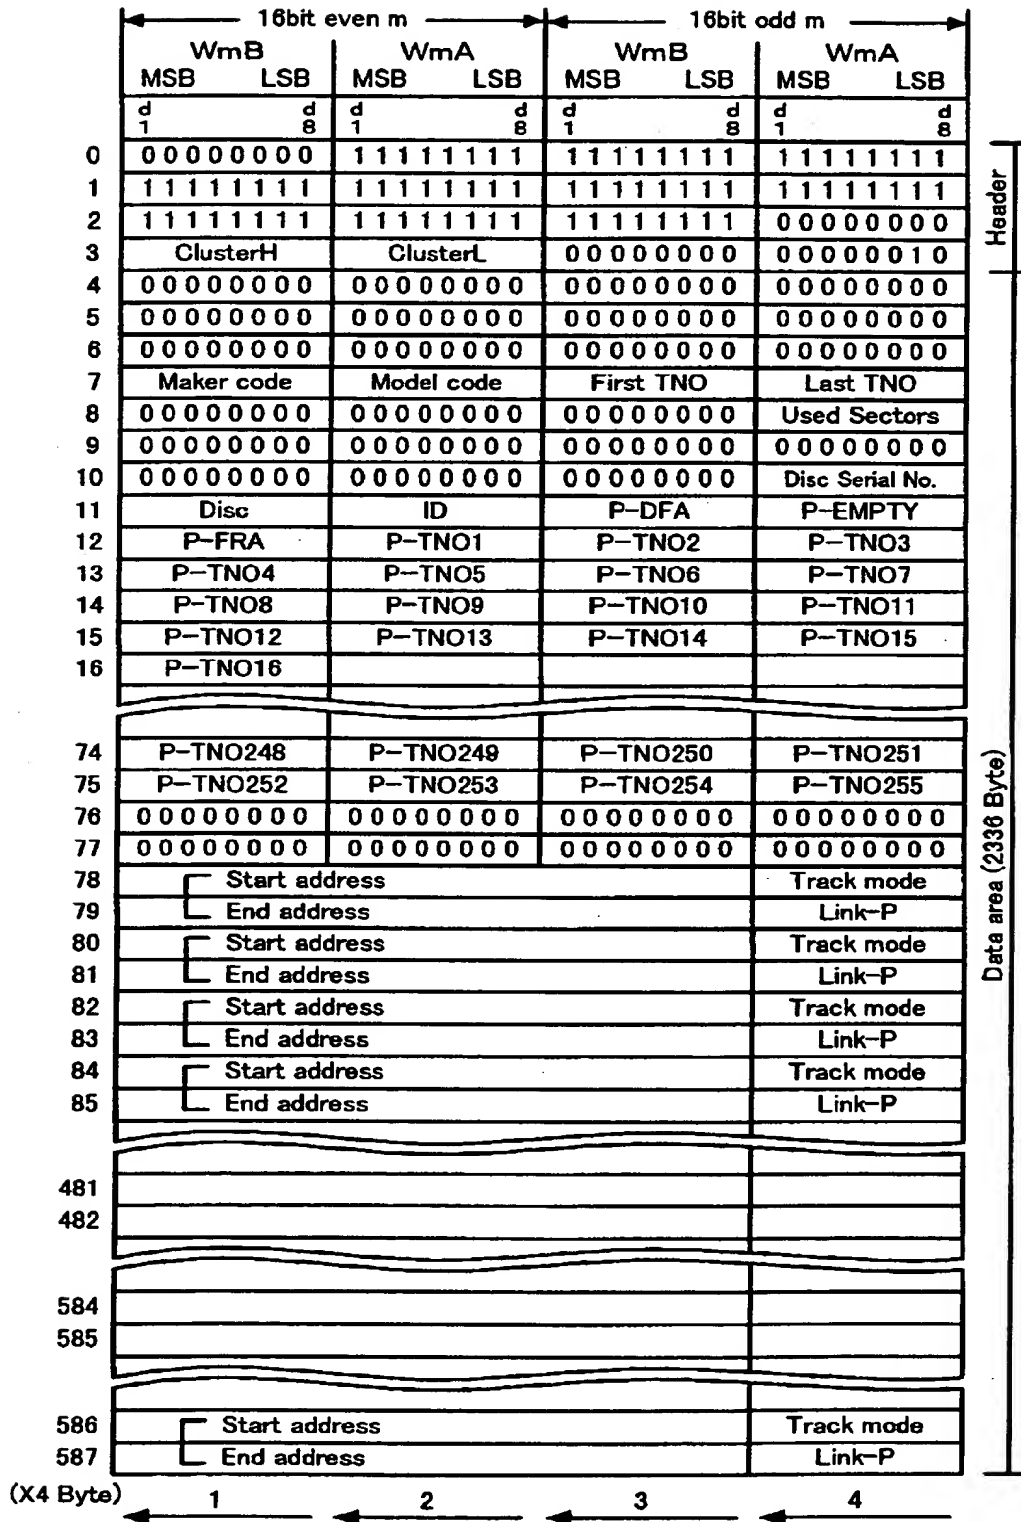 16bit even m 16bit odd m
WmB WmA WmB WmA
MSB LSB MSB LSB MSB LSB MSB LSB
d d d d d d d d
1 8 1 8 1 8 1 8
0 00000000 11111111 11111111 11111111
1 11111111 11111111 11111111 11111111
2 11111111 11111111 11111111 00000000
3 ClusterH ClusterL 00000000 00000010
Header
4 00000000 00000000 00000000 00000000
5 00000000 00000000 00000000 00000000
6 00000000 00000000 00000000 00000000
7 Maker code Model code First TNO Last TNO
8 00000000 00000000 00000000 Used Sectors
9 00000000 00000000 00000000 00000000
10 00000000 00000000 00000000 Disc Serial No.
11 Disc ID P-DFA P-EMPTY
12 P-FRA P-TNO1 P-TNO2 P-TNO3
13 P-TNO4 P-TNO5 P-TNO6 P-TNO7
14 P-TNO8 P-TNO9 P-TNO10 P-TNO11
15 P-TNO12 P-TNO13 P-TNO14 P-TNO15
16 P-TNO16
74 P-TNO248 P-TNO249 P-TNO250 P-TNO251
75 P-TNO252 P-TNO253 P-TNO254 P-TNO255
76 00000000 00000000 00000000 00000000
77 00000000 00000000 00000000 00000000
78 Start address Track mode
79 End address Link-P
80 Start address Track mode
81 End address Link-P
82 Start address Track mode
83 End address Link-P
84 Start address Track mode
85 End address Link-P
Data area (2336 Byte)
481
482
584
585
586 Start address Track mode
587 End address Link-P
(X4 Byte) 1 2 3 4